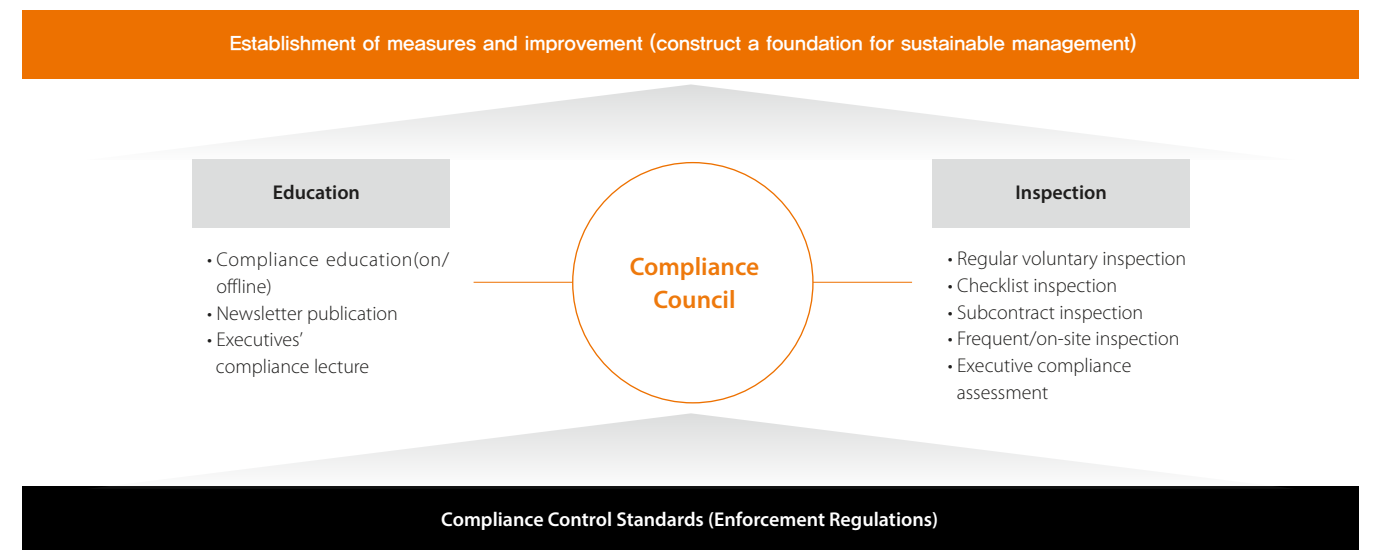 Establishment of measures and improvement (construct a foundation for sustainable management)
Education
• Compliance education(on/
offline)
• Newsletter publication
• Executives’
compliance lecture
Compliance
Council
Inspection
• Regular voluntary inspection
• Checklist inspection
• Subcontract inspection
• Frequent/on-site inspection
• Executive compliance
assessment
Compliance Control Standards (Enforcement Regulations)